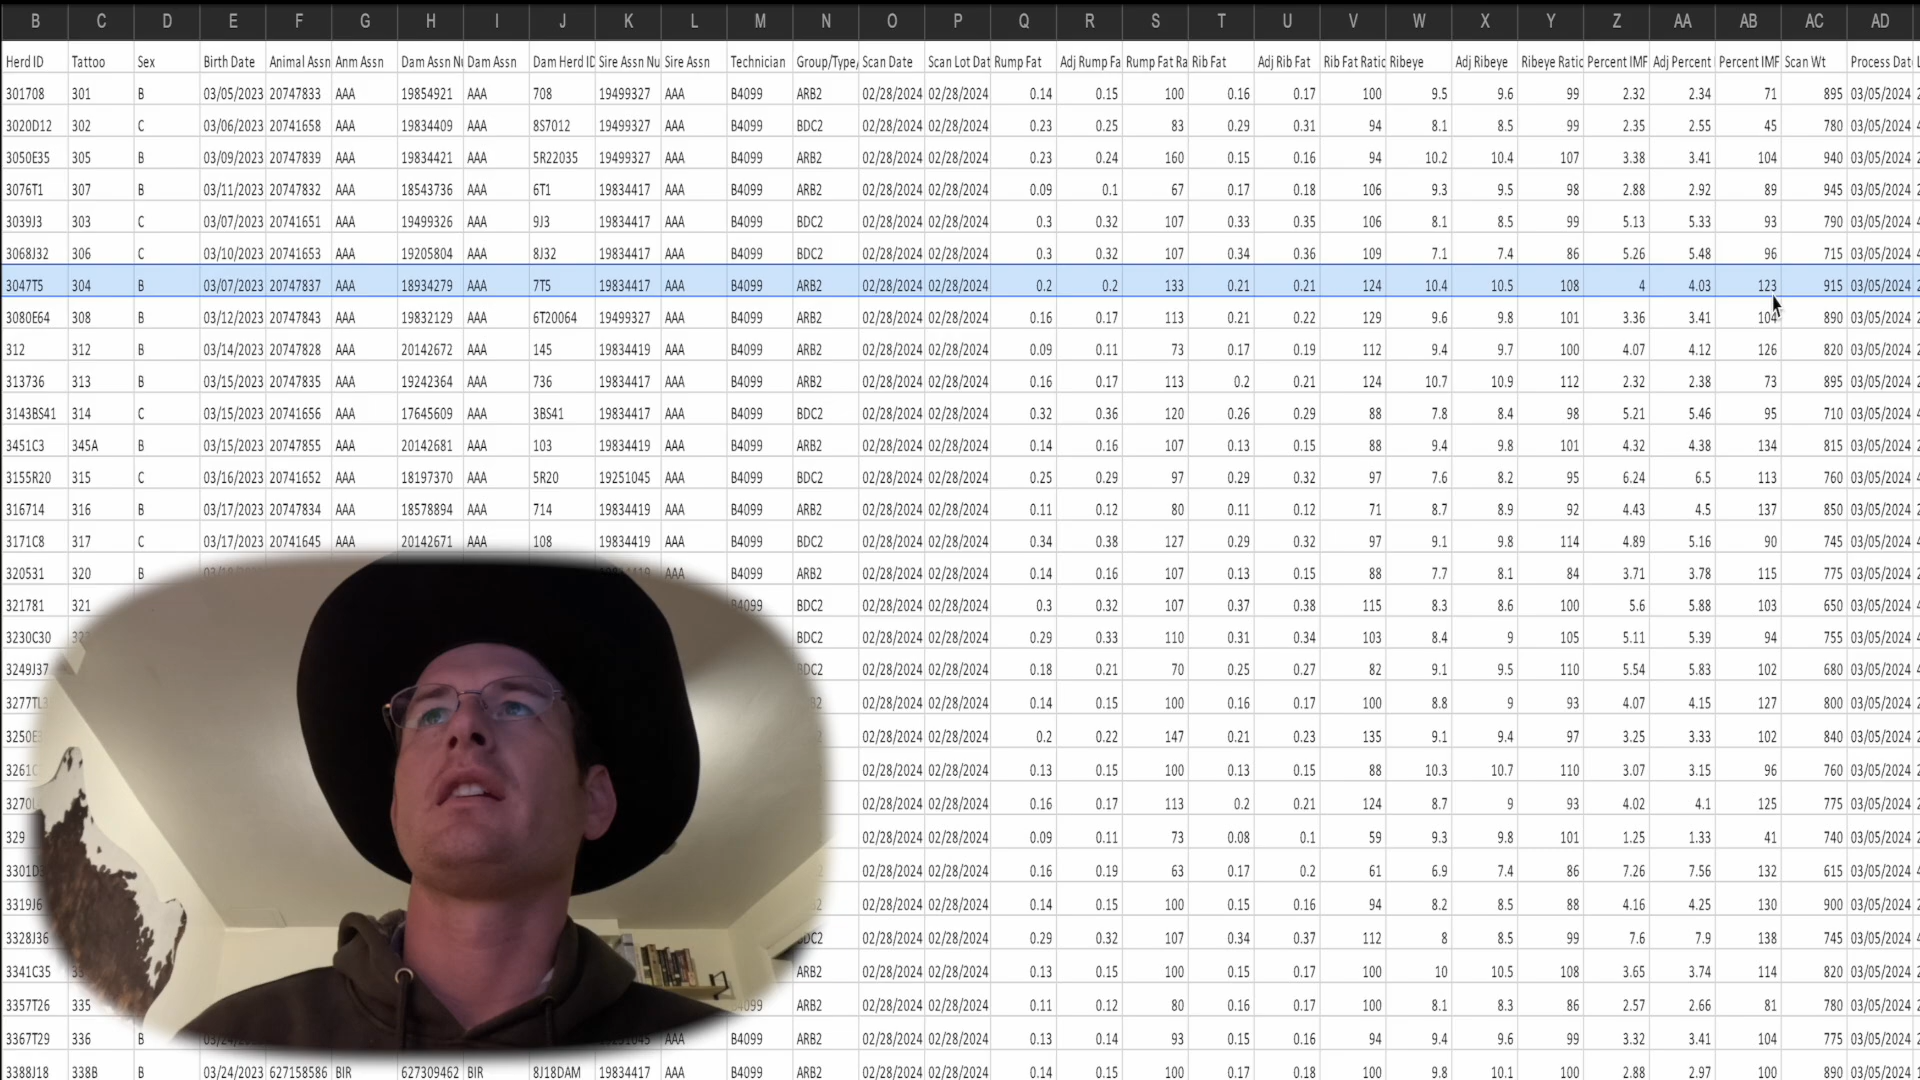 B C D E F G H I J K L M N O P Q R S T U V W X Y Z AA AB AC AD
Herd ID Tattoo Sex Birth Date Animal Assn Anm Assn Dam Assn Nu Dam Assn Dam Herd ID Sire Assn Nu Sire Assn Technician Group/Type/ Scan Date Scan Lot Dat Rump Fat Adj Rump Fa Rump Fat Ra Rib Fat Adj Rib Fat Rib Fat Ratio Ribeye Adj Ribeye Ribeye Ratio Percent IMF Adj Percent Percent IMF Scan Wt Process Date
301708 301 B 03/05/2023 20747833 AAA 19854921 AAA 708 19499327 AAA B4099 ARB2 02/28/2024 02/28/2024 0.14 0.15 100 0.16 0.17 100 9.5 9.6 99 2.32 2.34 71 895 03/05/2024
3020D12 302 C 03/06/2023 20741658 AAA 19834409 AAA 8S7012 19499327 AAA B4099 BDC2 02/28/2024 02/28/2024 0.23 0.25 83 0.29 0.31 94 8.1 8.5 99 2.35 2.55 45 780 03/05/2024
3050E35 305 B 03/09/2023 20747839 AAA 19834421 AAA 5R22035 19499327 AAA B4099 ARB2 02/28/2024 02/28/2024 0.23 0.24 160 0.15 0.16 94 10.2 10.4 107 3.38 3.41 104 940 03/05/2024
3076T1 307 B 03/11/2023 20747832 AAA 18543736 AAA 6T1 19834417 AAA B4099 ARB2 02/28/2024 02/28/2024 0.09 0.1 67 0.17 0.18 106 9.3 9.5 98 2.88 2.92 89 945 03/05/2024
3039J3 303 C 03/07/2023 20741651 AAA 19499326 AAA 9J3 19834417 AAA B4099 BDC2 02/28/2024 02/28/2024 0.3 0.32 107 0.33 0.35 106 8.1 8.5 99 5.13 5.33 93 790 03/05/2024
3068J32 306 C 03/10/2023 20741653 AAA 19205804 AAA 8J32 19834417 AAA B4099 BDC2 02/28/2024 02/28/2024 0.3 0.32 107 0.34 0.36 109 7.1 7.4 86 5.26 5.48 96 715 03/05/2024
3047T5 304 B 03/07/2023 20747837 AAA 18934279 AAA 7T5 19834417 AAA B4099 ARB2 02/28/2024 02/28/2024 0.2 0.2 133 0.21 0.21 124 10.4 10.5 108 4 4.03 123 915 03/05/2024
3080E64 308 B 03/12/2023 20747843 AAA 19832129 AAA 6T20064 19499327 AAA B4099 ARB2 02/28/2024 02/28/2024 0.16 0.17 113 0.21 0.22 129 9.6 9.8 101 3.36 3.41 104 890 03/05/2024
312 312 B 03/14/2023 20747828 AAA 20142672 AAA 145 19834419 AAA B4099 ARB2 02/28/2024 02/28/2024 0.09 0.11 73 0.17 0.19 112 9.4 9.7 100 4.07 4.12 126 820 03/05/2024
313736 313 B 03/15/2023 20747835 AAA 19242364 AAA 736 19834417 AAA B4099 ARB2 02/28/2024 02/28/2024 0.16 0.17 113 0.2 0.21 124 10.7 10.9 112 2.32 2.38 73 895 03/05/2024
3143BS41 314 C 03/15/2023 20741656 AAA 17645609 AAA 3BS41 19834417 AAA B4099 BDC2 02/28/2024 02/28/2024 0.32 0.36 120 0.26 0.29 88 7.8 8.4 98 5.21 5.46 95 710 03/05/2024
3451C3 345A B 03/15/2023 20747855 AAA 20142681 AAA 103 19834419 AAA B4099 ARB2 02/28/2024 02/28/2024 0.14 0.16 107 0.13 0.15 88 9.4 9.8 101 4.32 4.38 134 815 03/05/2024
3155R20 315 C 03/16/2023 20741652 AAA 18197370 AAA 5R20 19251045 AAA B4099 BDC2 02/28/2024 02/28/2024 0.25 0.29 97 0.29 0.32 97 7.6 8.2 95 6.24 6.5 113 760 03/05/2024
316714 316 B 03/17/2023 20747834 AAA 18578894 AAA 714 19834419 AAA B4099 ARB2 02/28/2024 02/28/2024 0.11 0.12 80 0.11 0.12 71 8.7 8.9 92 4.43 4.5 137 850 03/05/2024
3171C8 317 C 03/17/2023 20741645 AAA 20142671 AAA 108 19834419 AAA B4099 BDC2 02/28/2024 02/28/2024 0.34 0.38 127 0.29 0.32 97 9.1 9.8 114 4.89 5.16 90 745 03/05/2024
320531 320 B AAA B4099 ARB2 02/28/2024 02/28/2024 0.14 0.16 107 0.13 0.15 88 7.7 8.1 84 3.71 3.78 115 775 03/05/2024
321781 321 BDC2 02/28/2024 02/28/2024 0.3 0.32 107 0.37 0.38 115 8.3 8.6 100 5.6 5.88 103 650 03/05/2024
3230C30 BDC2 02/28/2024 02/28/2024 0.29 0.33 110 0.31 0.34 103 8.4 9 105 5.11 5.39 94 755 03/05/2024
3249J37 BDC2 02/28/2024 02/28/2024 0.18 0.21 70 0.25 0.27 82 9.1 9.5 110 5.54 5.83 102 680 03/05/2024
02/28/2024 02/28/2024 0.14 0.15 100 0.16 0.17 100 8.8 9 93 4.07 4.15 127 800 03/05/2024
02/28/2024 02/28/2024 0.2 0.22 147 0.21 0.23 135 9.1 9.4 97 3.25 3.33 102 840 03/05/2024
02/28/2024 02/28/2024 0.13 0.15 100 0.13 0.15 88 10.3 10.7 110 3.07 3.15 96 760 03/05/2024
02/28/2024 02/28/2024 0.16 0.17 113 0.2 0.21 124 8.7 9 93 4.02 4.1 125 775 03/05/2024
329 02/28/2024 02/28/2024 0.09 0.11 73 0.08 0.1 59 9.3 9.8 101 1.25 1.33 41 740 03/05/2024
02/28/2024 02/28/2024 0.16 0.19 63 0.17 0.2 61 6.9 7.4 86 7.26 7.56 132 615 03/05/2024
3319J6 02/28/2024 02/28/2024 0.14 0.15 100 0.15 0.16 94 8.2 8.5 88 4.16 4.25 130 900 03/05/2024
3328J36 02/28/2024 02/28/2024 0.29 0.32 107 0.34 0.37 112 8 8.5 99 7.6 7.9 138 745 03/05/2024
3341C35 ARB2 02/28/2024 02/28/2024 0.13 0.15 100 0.15 0.17 100 10 10.5 108 3.65 3.74 114 820 03/05/2024
3357T26 335 ARB2 02/28/2024 02/28/2024 0.11 0.12 80 0.16 0.17 100 8.1 8.3 86 2.57 2.66 81 780 03/05/2024
3367T29 336 B AAA B4099 ARB2 02/28/2024 02/28/2024 0.13 0.14 93 0.15 0.16 94 9.4 9.6 99 3.32 3.41 104 775 03/05/2024
3388J18 338B B 03/24/2023 627158586 BIR 627309462 BIR 8J18DAM 19834417 AAA B4099 ARB2 02/28/2024 02/28/2024 0.14 0.15 100 0.17 0.18 100 9.8 10.1 100 2.88 2.97 100 890 03/05/2024